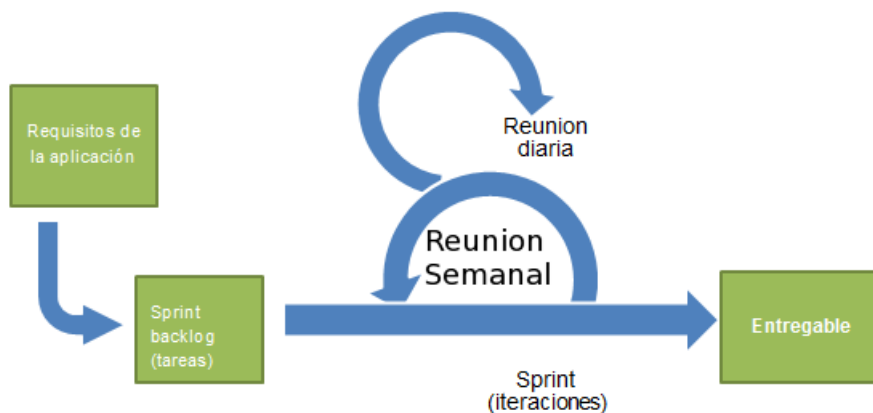 Requisitos de
la aplicación
Reunion
diaria
Reunion
Semanal
Sprint
backlog
(tareas)
Entregable
Sprint
(iteraciones)